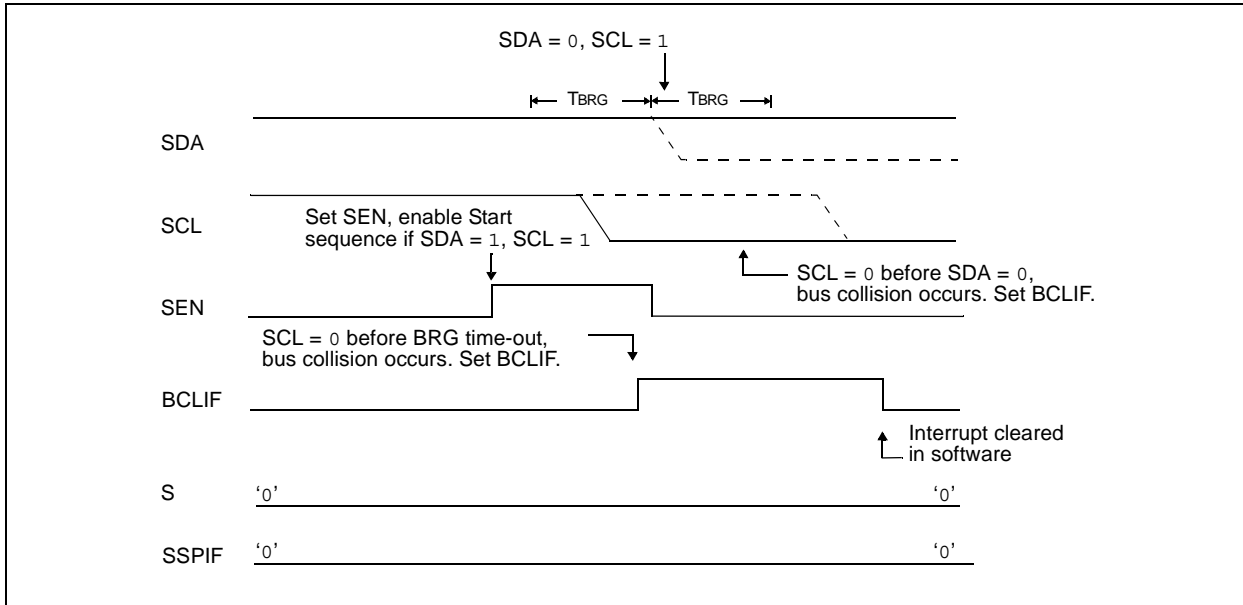 SDA = 0, SCL = 1
TBRG TBRG
SDA
SCL
Set SEN, enable Start
sequence if SDA = 1, SCL = 1
SCL = 0 before SDA = 0,
bus collision occurs. Set BCLIF.
SEN
SCL = 0 before BRG time-out,
bus collision occurs. Set BCLIF.
BCLIF
Interrupt cleared
in software
S ‘0’ ‘0’
SSPIF ‘0’ ‘0’